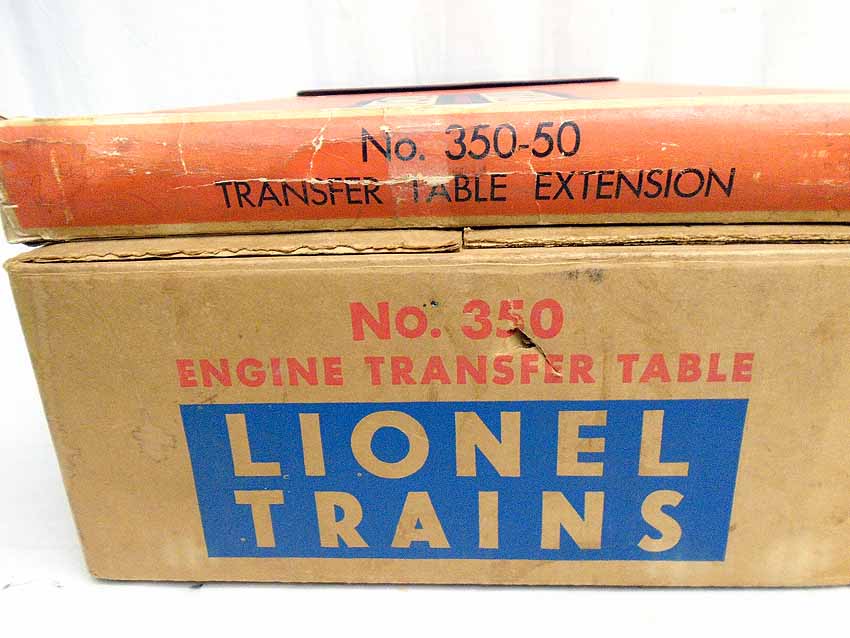 No. 350-50
TRANSFER TABLE EXTENSION
No. 350
ENGINE TRANSFER TABLE
LIONEL
TRAINS